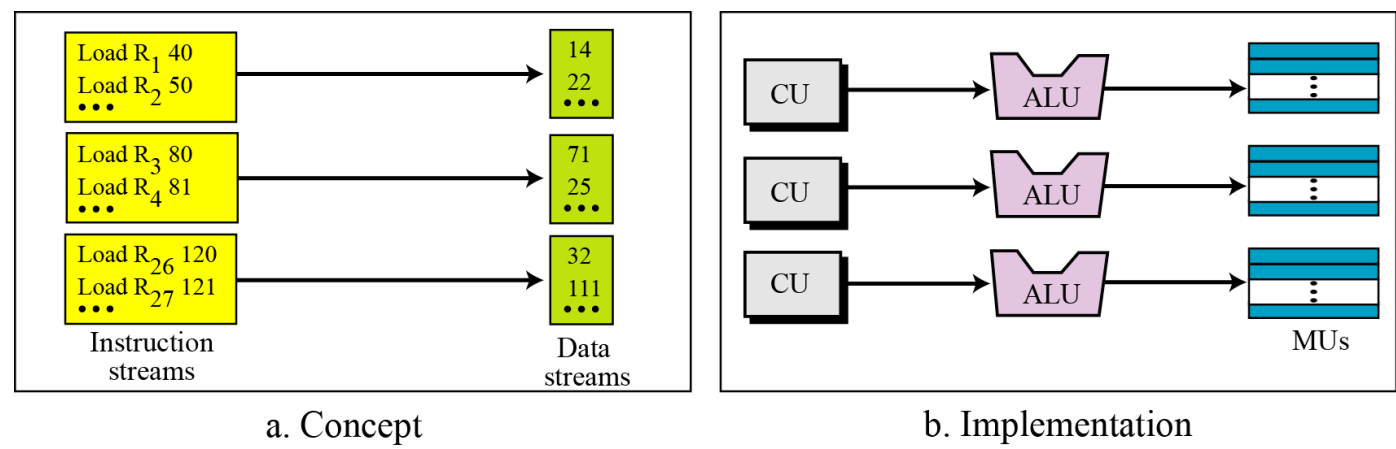 Load R1 40
Load R2 50
•••
14
22
•••
Load R3 80
Load R4 81
•••
71
25
•••
Load R26 120
Load R27 121
•••
32
111
•••
Instruction
streams
Data
streams
a. Concept
CU
ALU
CU
ALU
CU
ALU
MUs
b. Implementation